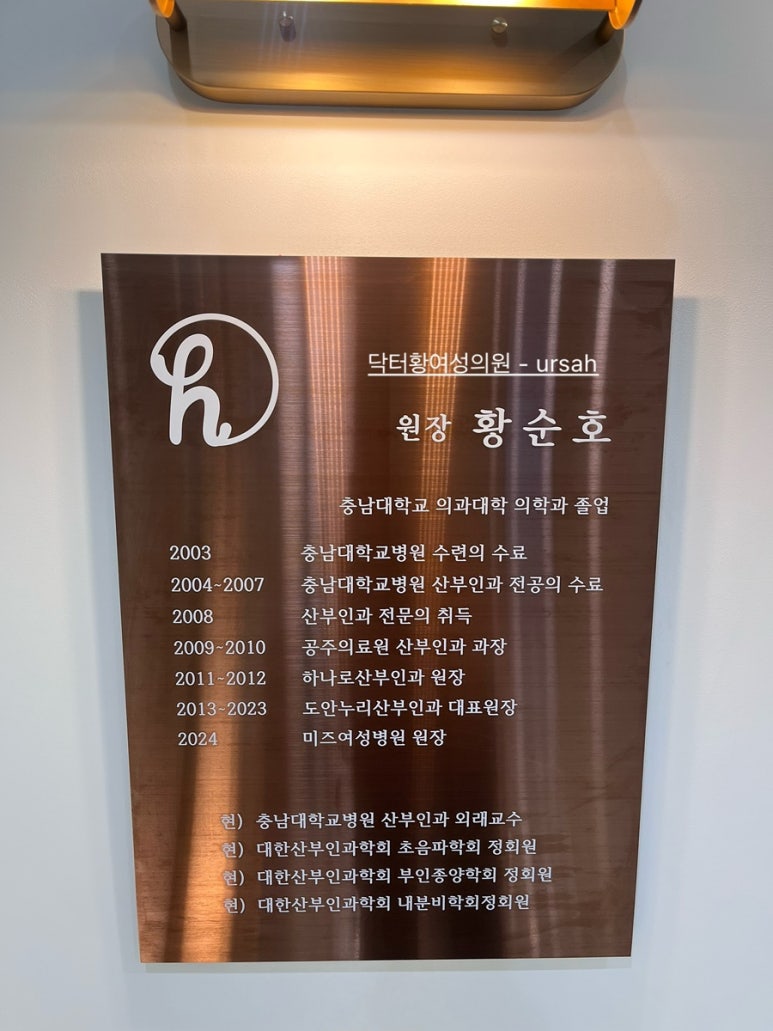 h
닥터황여성의원 - ursah
원장 황순호
충남대학교 의과대학 의학과 졸업
2003 충남대학교병원 수련의 수료
2004~2007 충남대학교병원 산부인과 전공의 수료
2008 산부인과 전문의 취득
2009~2010 공주의료원 산부인과 과장
2011~2012 하나로산부인과 원장
2013~2023 도안누리산부인과 대표원장
2024 미즈여성병원 원장
현) 충남대학교병원 산부인과 외래교수
현) 대한산부인과학회 초음파학회 정회원
현) 대한산부인과학회 부인종양학회 정회원
현) 대한산부인과학회 내분비학회정회원